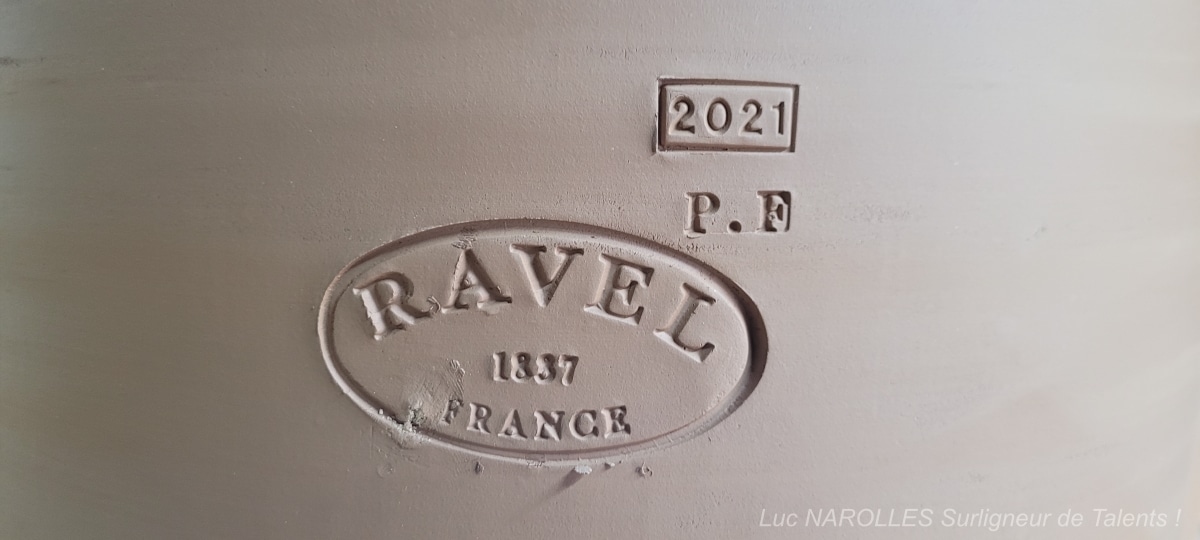 2021
P.F
RAVEL
1837
FRANCE
Luc NAROLLES Surligneur de Talents !